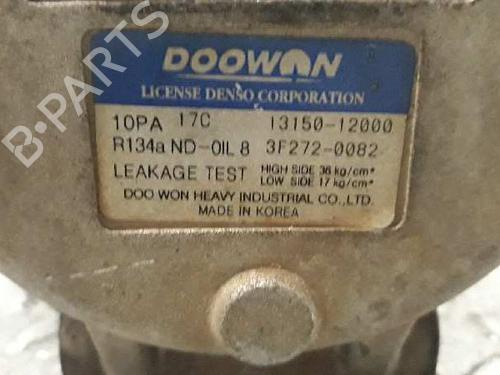 DOOWON
LICENSE DENSO CORPORATION
10PA 17C 13150-12000
R134a ND-OIL 8 3F272-0082
LEAKAGE TEST HIGH SIDE 36 kg/cm²
LOW SIDE 17 kg/cm²
DOO WON HEAVY INDUSTRIAL CO., LTD.
MADE IN KOREA
B-PARTS